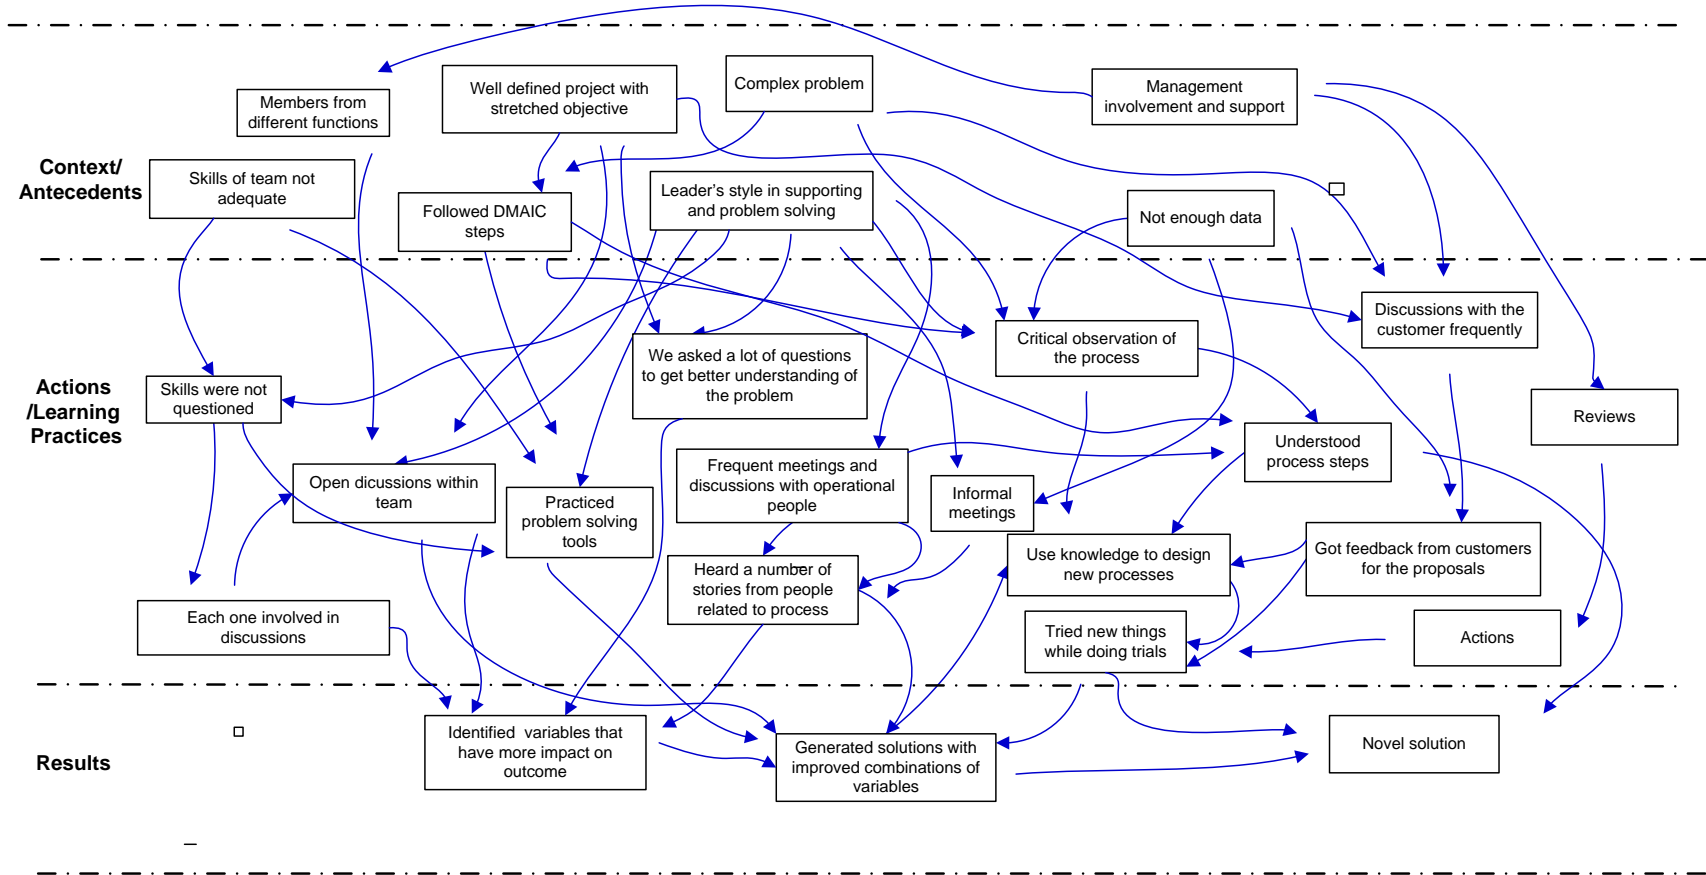 Context/
Antecedents
Members from
different functions
Well defined project with
stretched objective
Complex problem
Management
involvement and support
Skills of team not
adequate
Followed DMAIC
steps
Leader's style in supporting
and problem solving
Not enough data
Actions
/Learning
Practices
Discussions with the
customer frequently
Critical observation of
the process
We asked a lot of questions
to get better understanding of
the problem
Skills were not
questioned
Reviews
Understood
process steps
Open dicussions within
team
Practiced
problem solving
tools
Frequent meetings and
discussions with operational
people
Informal
meetings
Use knowledge to design
new processes
Got feedback from customers
for the proposals
Heard a number of
stories from people
related to process
Each one involved in
discussions
Tried new things
while doing trials
Actions
Results
Identified  variables that
have more impact on
outcome
Generated solutions with
improved combinations of
variables
Novel solution